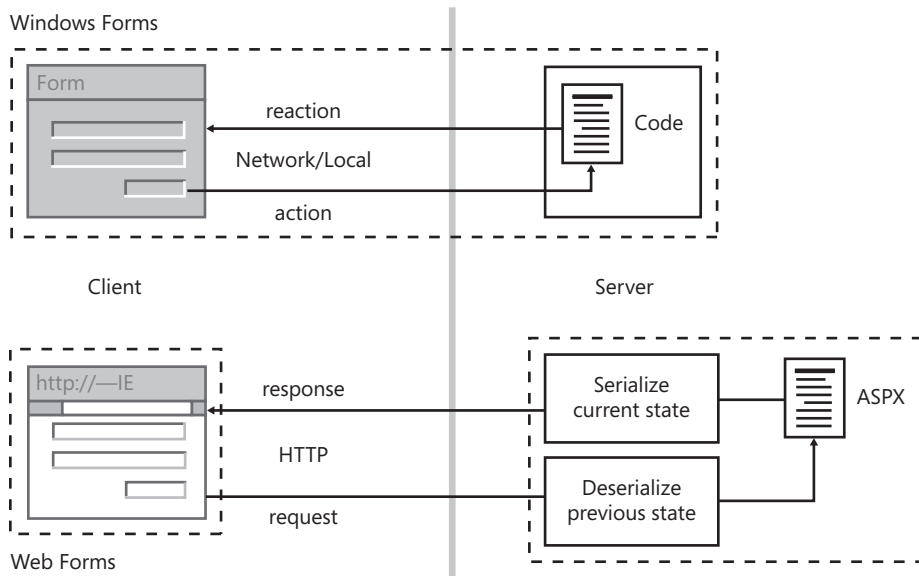 Windows Forms
Form
reaction
Code
Network/Local
action
Client
Server
http://—IE
response
Serialize
current state
ASPX
HTTP
Deserialize
previous state
request
Web Forms